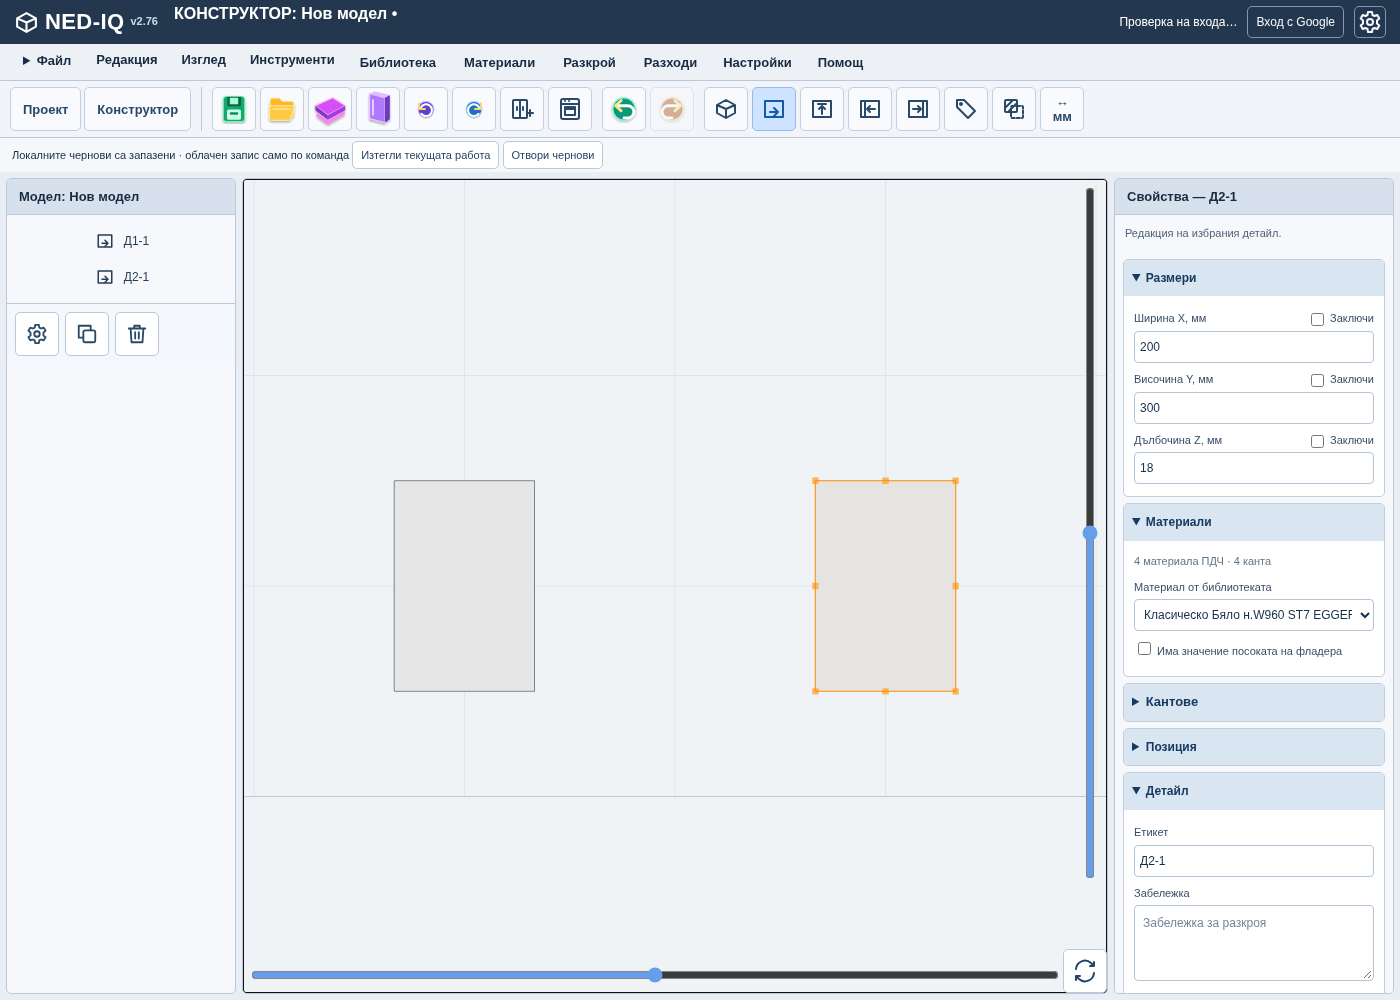 NED-IQ v2.76
КОНСТРУКТОР: Нов модел •
Проверка на входа…
Вход с Google
Файл
Редакция
Изглед
Инструменти
Библиотека
Материали
Разкрой
Разходи
Настройки
Помощ
Проект
Конструктор
↔
мм
Локалните чернови са запазени · облачен запис само по команда
Изтегли текущата работа
Отвори чернови
Модел: Нов модел
Д1-1
Д2-1
Свойства — Д2-1
Редакция на избрания детайл.
Размери
Ширина X, мм
Заключи
200
Височина Y, мм
Заключи
300
Дълбочина Z, мм
Заключи
18
Материали
4 материала ПДЧ · 4 канта
Материал от библиотеката
Класическо Бяло н.W960 ST7 EGGER
Има значение посоката на фладера
Кантове
Позиция
Детайл
Етикет
Д2-1
Забележка
Забележка за разкроя